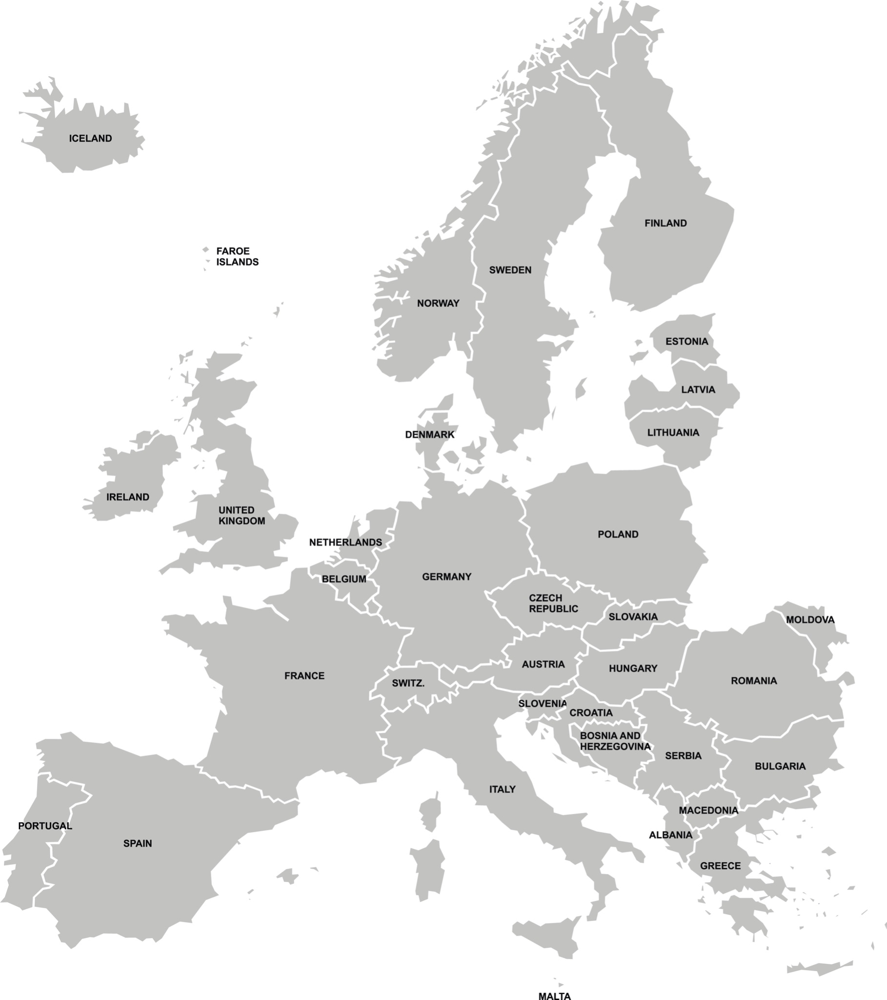 ICELAND
FINLAND
FAROE
ISLANDS
SWEDEN
NORWAY
ESTONIA
LATVIA
LITHUANIA
DENMARK
IRELAND
UNITED
KINGDOM
POLAND
NETHERLANDS
GERMANY
BELGIUM
CZECH
REPUBLIC
SLOVAKIA
MOLDOVA
AUSTRIA
HUNGARY
FRANCE
ROMANIA
SWITZ.
SLOVENIA
CROATIA
BOSNIA AND
HERZEGOVINA
SERBIA
BULGARIA
ITALY
MACEDONIA
PORTUGAL
ALBANIA
SPAIN
GREECE
MALTA